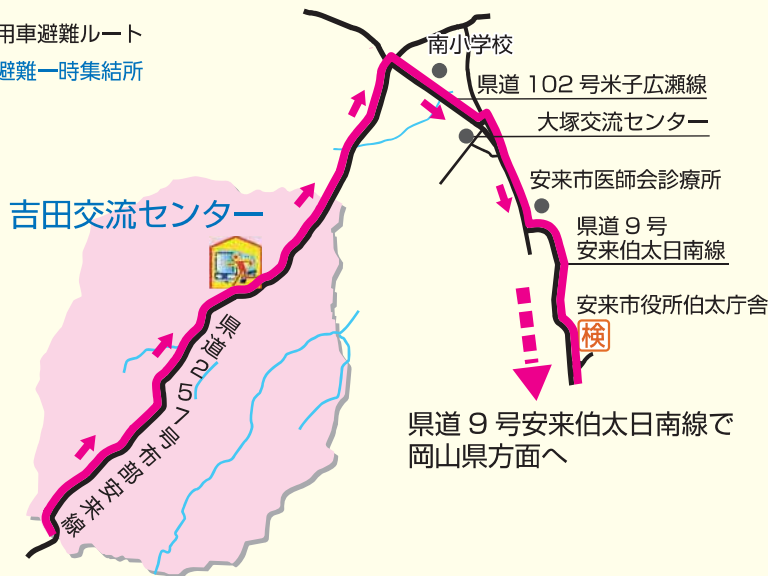 用車避難ルート
避難一時集結所
南小学校
県道102号米子広瀬線
大塚交流センター
安来市医師会診療所
吉田交流センター
県道9号
安来伯太日南線
安来市役所伯太庁舎
検
県道257号布部安来線
県道9号安来伯太日南線で
岡山県方面へ